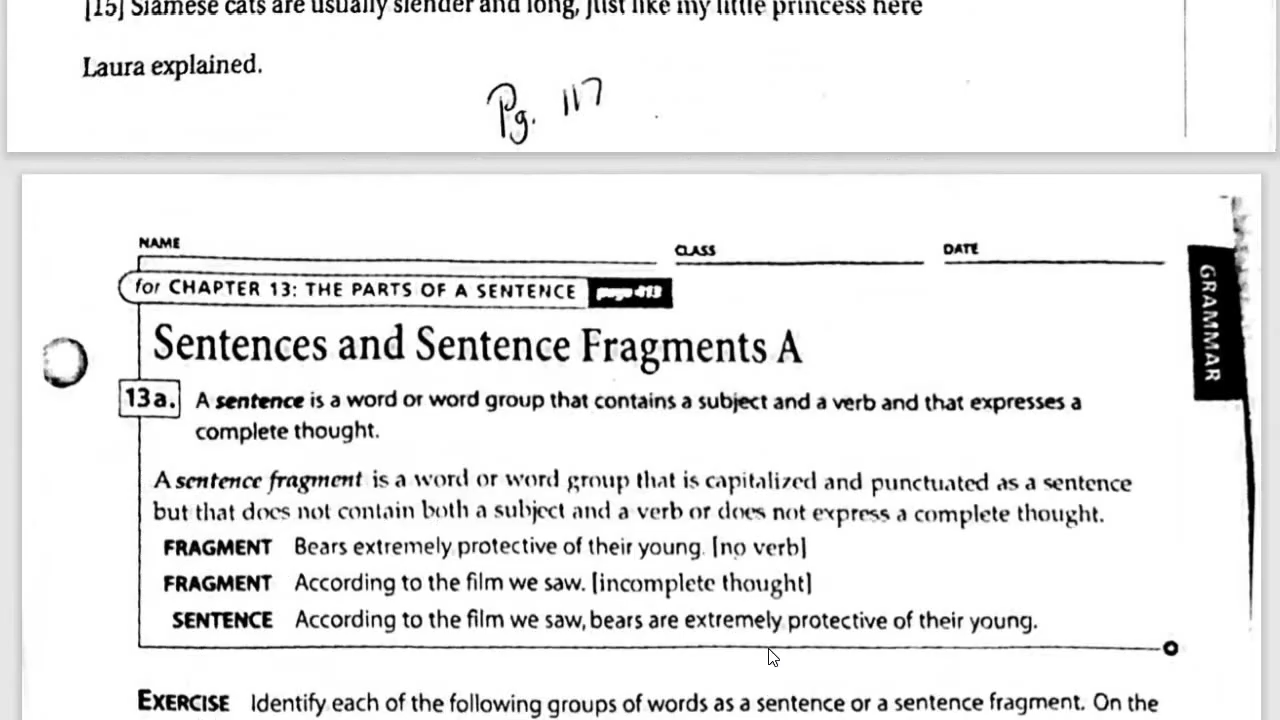 [15] Siamese cats are usually slender and long, just like my little princess here
Laura explained.
Pg. 117
NAME
CLASS
DATE
for CHAPTER 13: THE PARTS OF A SENTENCE page 413
GRAMMAR
Sentences and Sentence Fragments A
13a. A sentence is a word or word group that contains a subject and a verb and that expresses a
complete thought.
A sentence fragment is a word or word group that is capitalized and punctuated as a sentence
but that does not contain both a subject and a verb or does not express a complete thought.
FRAGMENT Bears extremely protective of their young. [no verb]
FRAGMENT According to the film we saw. [incomplete thought]
SENTENCE According to the film we saw, bears are extremely protective of their young.
EXERCISE Identify each of the following groups of words as a sentence or a sentence fragment. On the